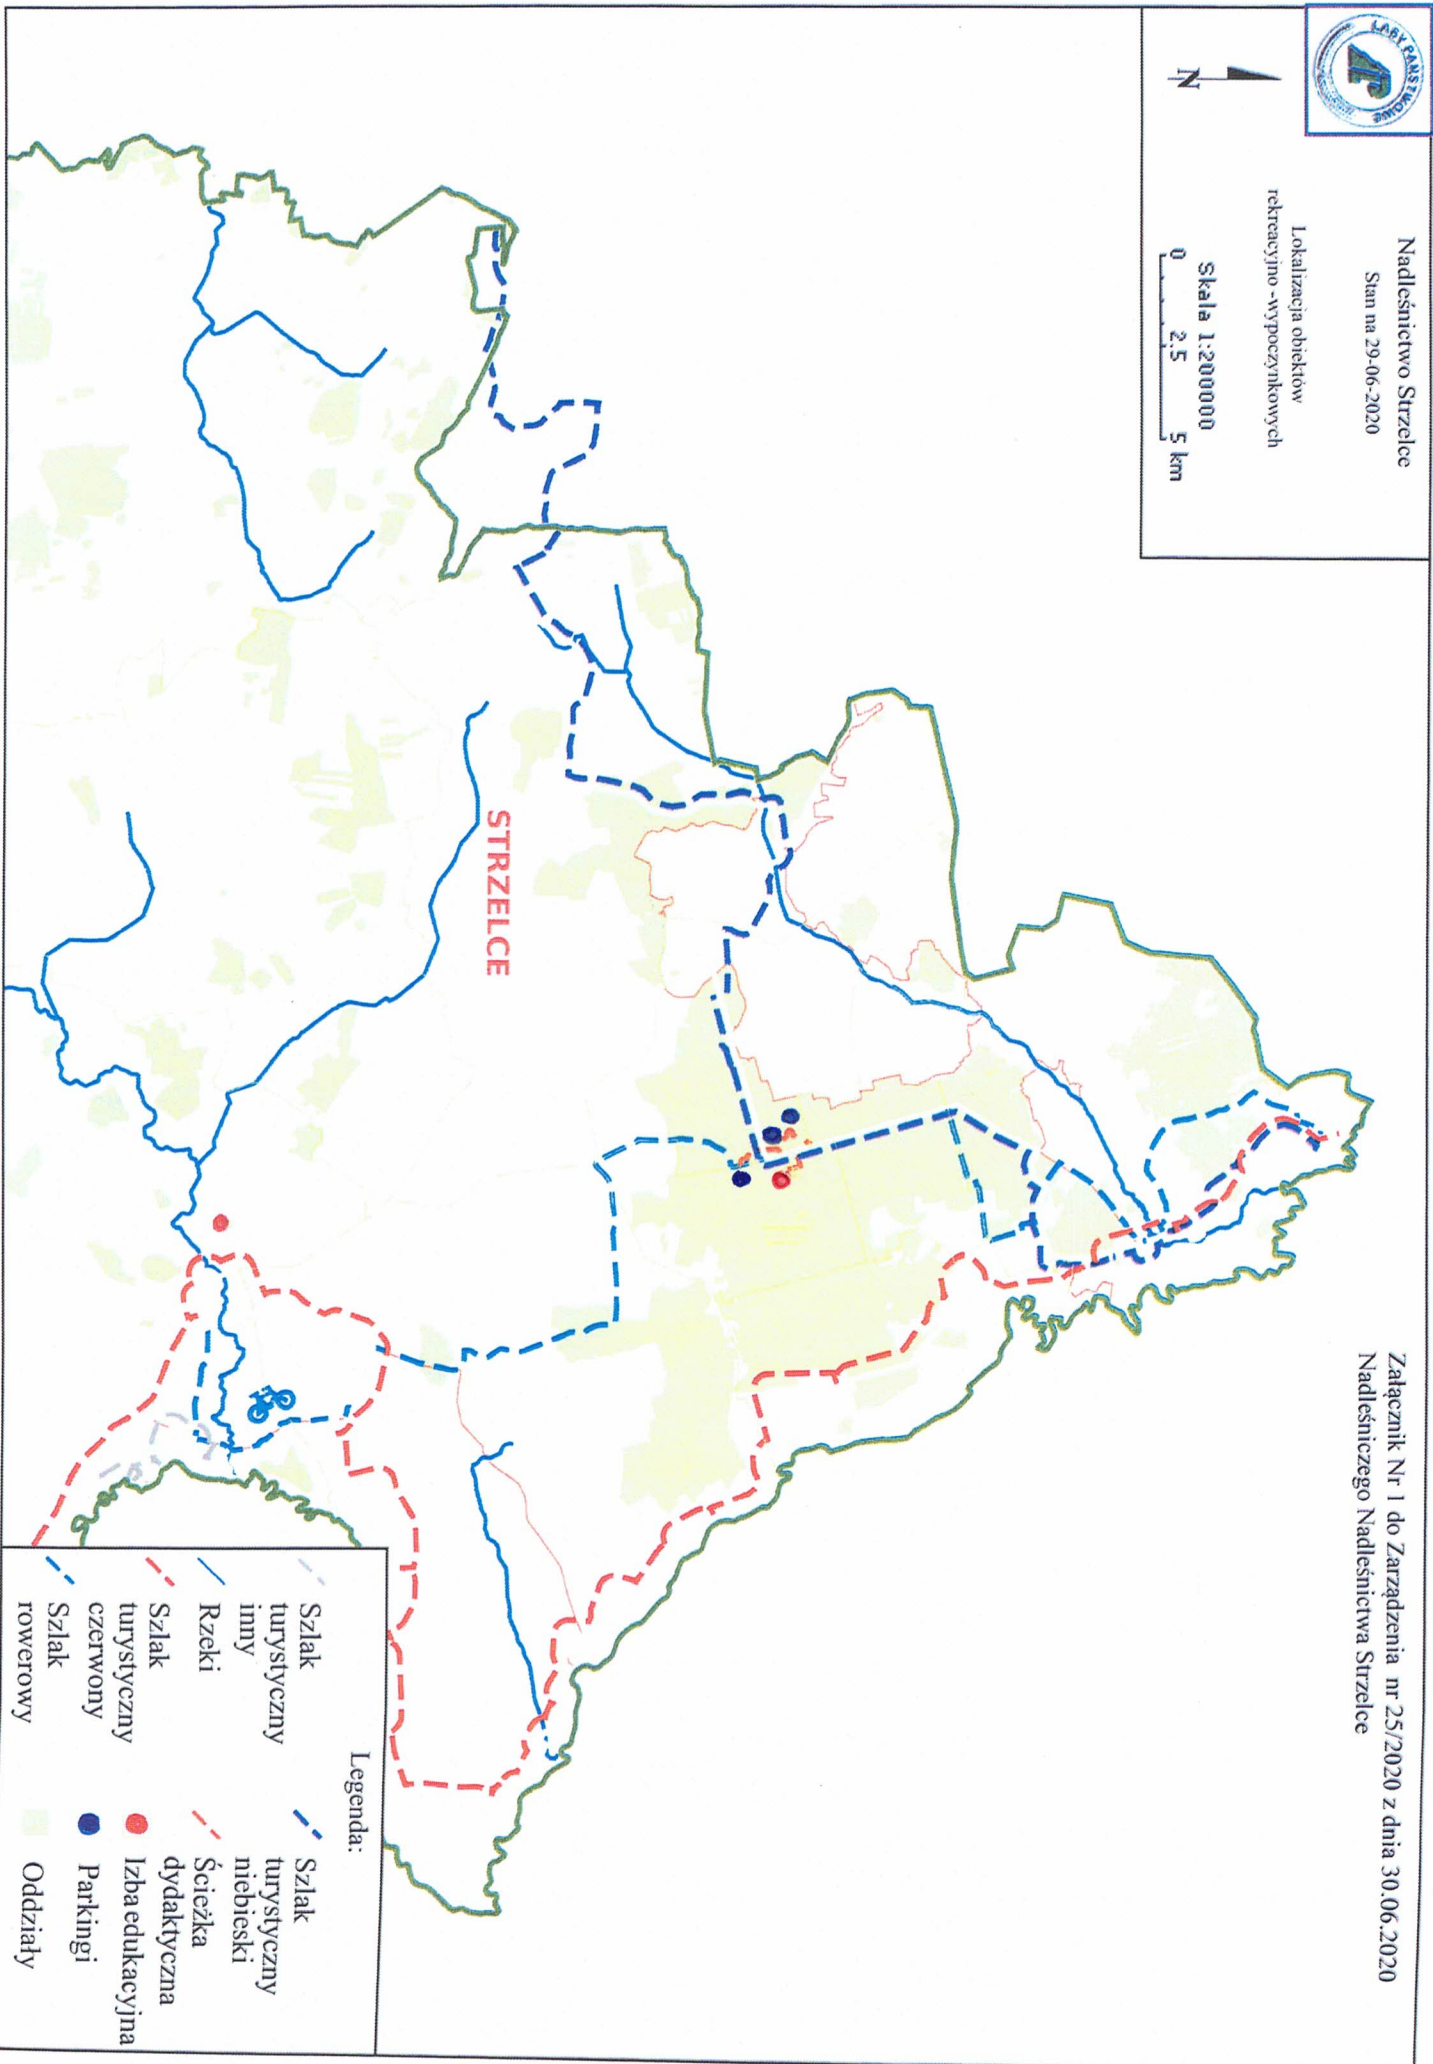 LASY PAŃSTWOWE
Nadleśnictwo Strzelce
Stan na 29-06-2020
Lokalizacja obiektów
rekreacyjno -wypoczynkowych
Skala 1:200000
0 2.5 5 km
N
Załącznik Nr 1 do Zarządzenia nr 25/2020 z dnia 30.06.2020
Nadleśniczego Nadleśnictwa Strzelce
STRZELCE
Legenda:
Szlak
turystyczny
inny
Rzeki
Szlak
turystyczny
czerwony
Szlak
rowerowy
Szlak
turystyczny
niebieski
Ścieżka
dydaktyczna
Izba edukacyjna
Parkingi
Oddziały